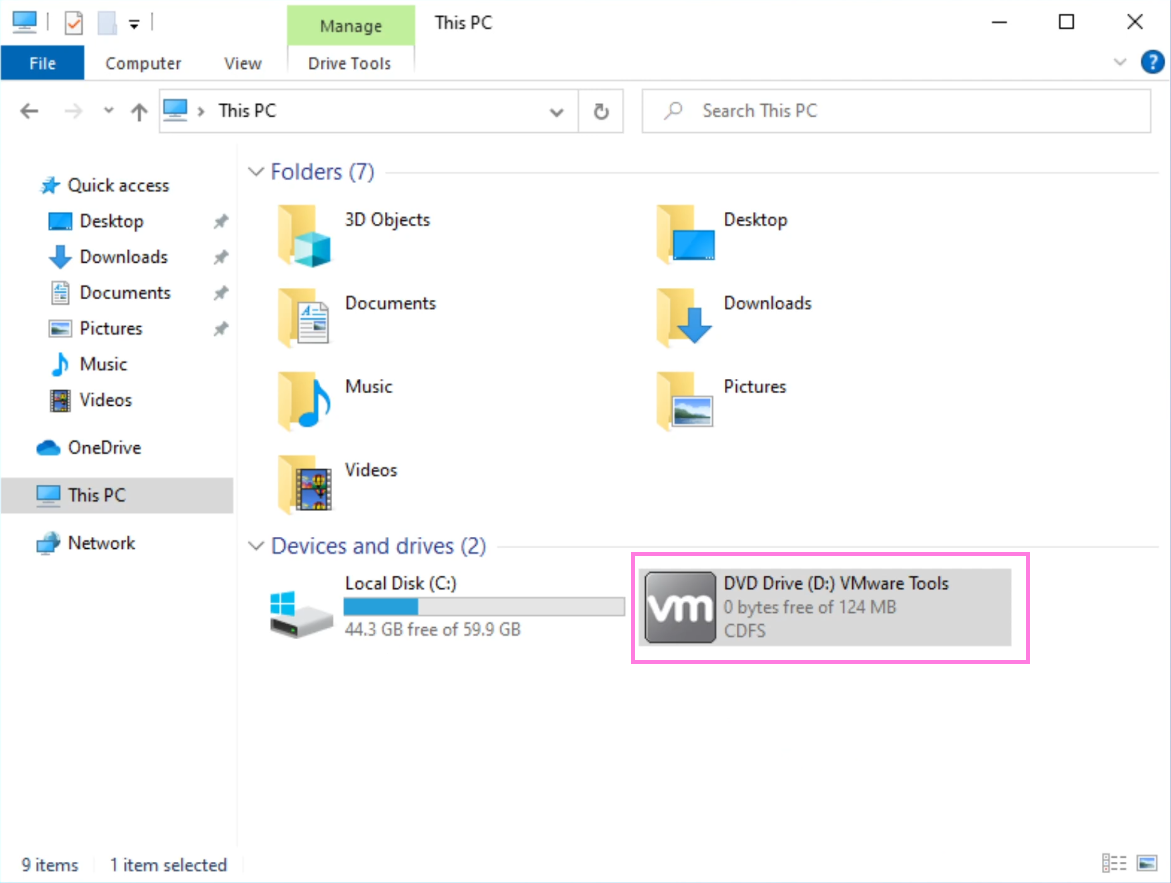 Manage
This PC
File
Computer
View
Drive Tools
?
This PC
Search This PC
Quick access
Desktop
Downloads
Documents
Pictures
Music
Videos
OneDrive
This PC
Network
Folders (7)
3D Objects
Desktop
Documents
Downloads
Music
Pictures
Videos
Devices and drives (2)
Local Disk (C:)
44.3 GB free of 59.9 GB
vm
DVD Drive (D:) VMware Tools
0 bytes free of 124 MB
CDFS
9 items
1 item selected